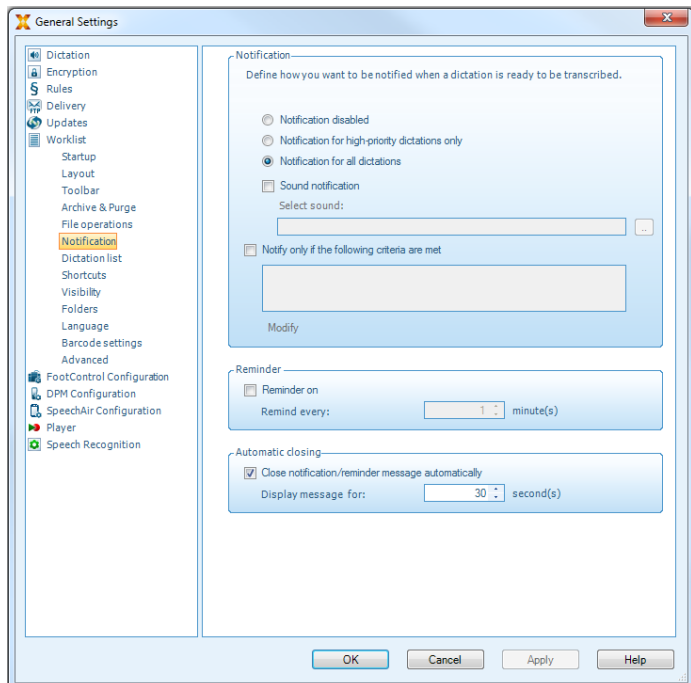 General Settings
Dictation
Encryption
Rules
Delivery
Updates
Worklist
Startup
Layout
Toolbar
Archive & Purge
File operations
Notification
Dictation list
Shortcuts
Visibility
Folders
Language
Barcode settings
Advanced
FootControl Configuration
DPM Configuration
SpeechAir Configuration
Player
Speech Recognition
Notification
Define how you want to be notified when a dictation is ready to be transcribed.
Notification disabled
Notification for high-priority dictations only
Notification for all dictations
Sound notification
Select sound:
..
Notify only if the following criteria are met
Modify
Reminder
Reminder on
Remind every: 1 minute(s)
Automatic closing
Close notification/reminder message automatically
Display message for: 30 second(s)
OK Cancel Apply Help